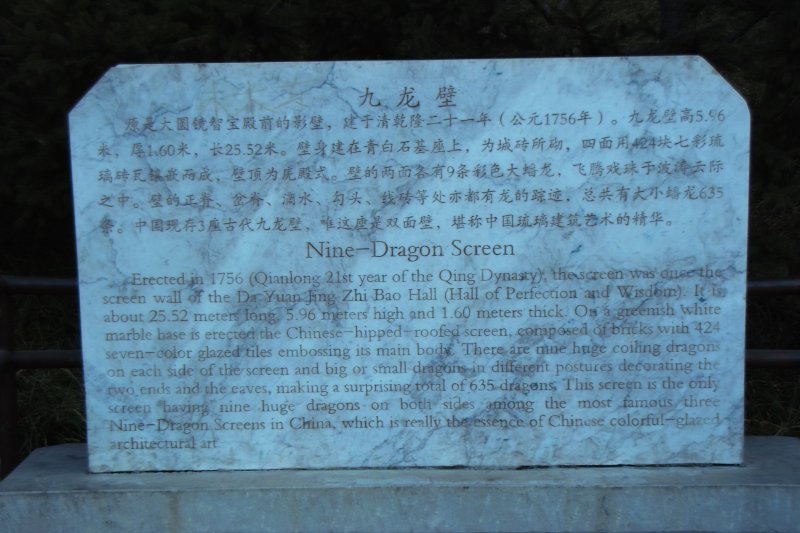 九龙壁
原是大圆镜智宝殿前的影壁，建于清乾隆二十一年（公元1756年）。九龙壁高5.96
米，厚1.60米，长25.52米。壁身建在青白石基座上，为城砖所砌，四面用424块七彩琉
璃砖瓦镶嵌而成，壁顶为庑殿式。壁的两面各有9条彩色大蟠龙，飞腾戏珠于波涛云际
之中。壁的正脊、岔脊、滴水、勾头、线砖等处亦都有龙的踪迹，总共有大小蟠龙635
条。中国现存3座古代九龙壁，唯这座是双面壁，堪称中国琉璃建筑艺术的精华。
Nine-Dragon Screen
Erected in 1756 (Qianlong 21st year of the Qing Dynasty), the screen was once the
screen wall of the Da Yuan Jing Zhi Bao Hall (Hall of Perfection and Wisdom). It is
about 25.52 meters long, 5.96 meters high and 1.60 meters thick. On a greenish white
marble base is erected the Chinese-hipped-roofed screen, composed of bricks with 424
seven-color glazed tiles embossing its main body. There are nine huge coiling dragons
on each side of the screen and big or small dragons in different postures decorating the
two ends and the eaves, making a surprising total of 635 dragons. This screen is the only
screen having nine huge dragons on both sides among the most famous three
Nine-Dragon Screens in China, which is really the essence of Chinese colorful-glazed
architectural art